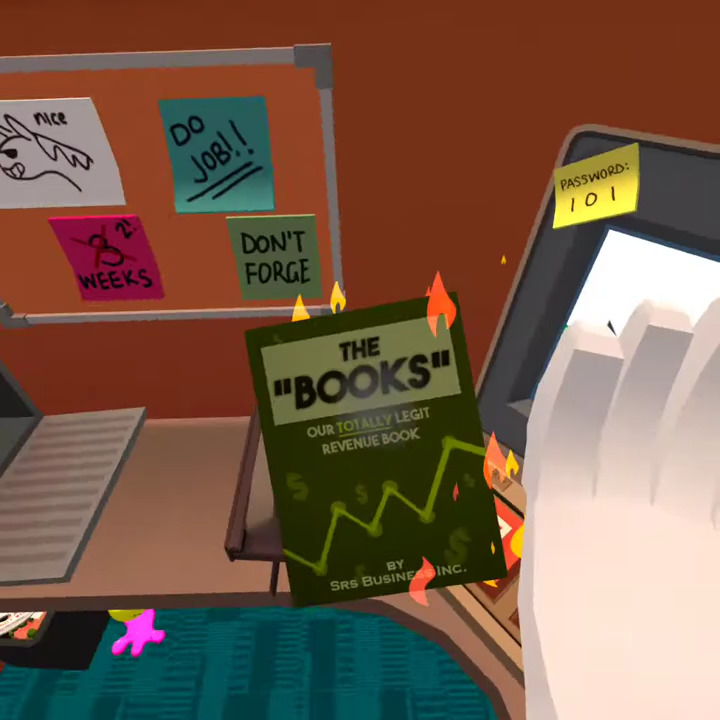 nice
DO
JOB!!
3 2
WEEKS
DON'T
FORGE
PASSWORD:
101
THE
"BOOKS"
OUR TOTALLY LEGIT
REVENUE BOOK
$
$
$
$
BY
SRS BUSINESS INC.